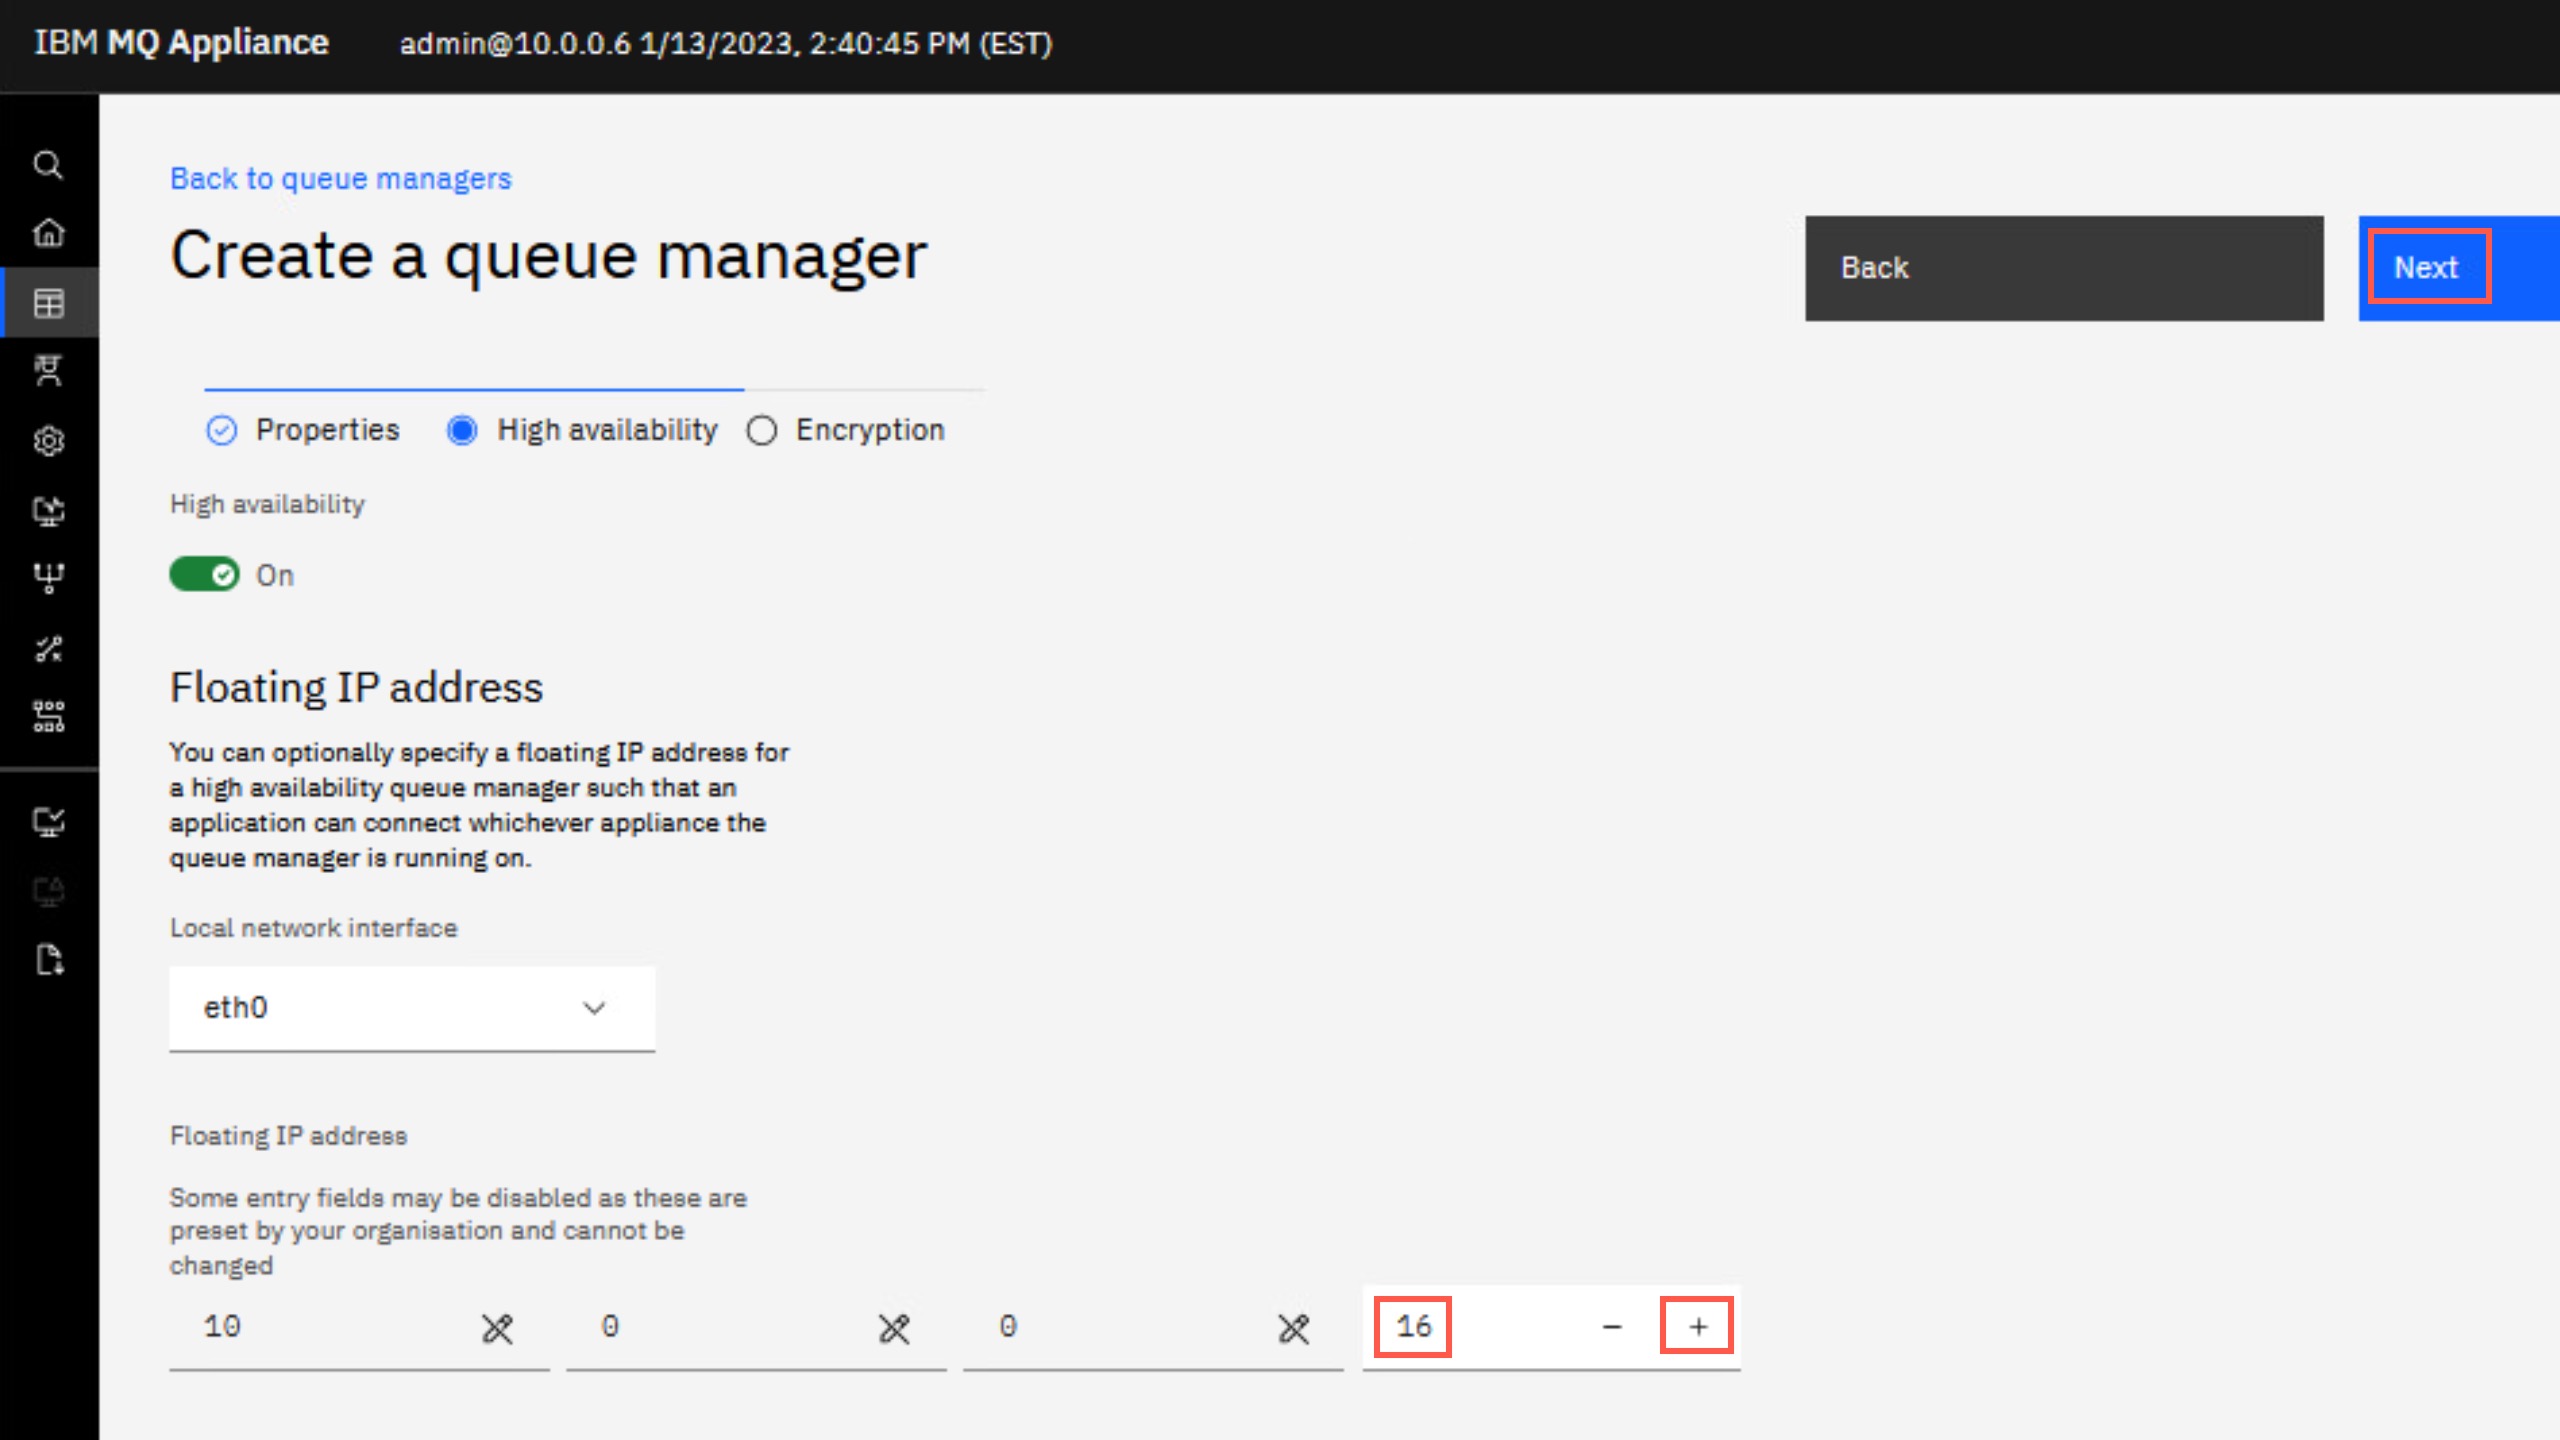 IBM MQ Appliance admin@10.0.0.6 1/13/2023, 2:40:45 PM (EST)
Back to queue managers
Create a queue manager
Back
Next
Properties
High availability
Encryption
High availability
On
Floating IP address
You can optionally specify a floating IP address for
a high availability queue manager such that an
application can connect whichever appliance the
queue manager is running on.
Local network interface
eth0
Floating IP address
Some entry fields may be disabled as these are
preset by your organisation and cannot be
changed
10 0 0 16 − +